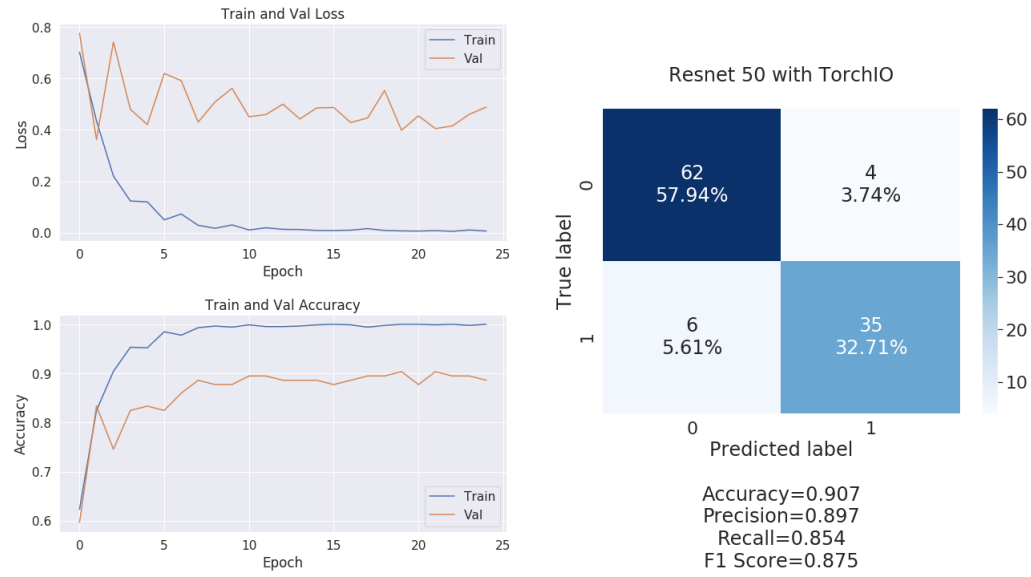 Train and Val Loss
0.8
0.6
0.4
0.2
0.0
Loss
Train
Val
0
5
10
15
20
25
Epoch
Train and Val Accuracy
1.0
0.9
0.8
0.7
0.6
Accuracy
Train
Val
0
5
10
15
20
25
Epoch
Resnet 50 with TorchIO
True label
0
1
62
57.94%
4
3.74%
6
5.61%
35
32.71%
0
1
Predicted label
60
50
40
30
20
10
Accuracy=0.907
Precision=0.897
Recall=0.854
F1 Score=0.875